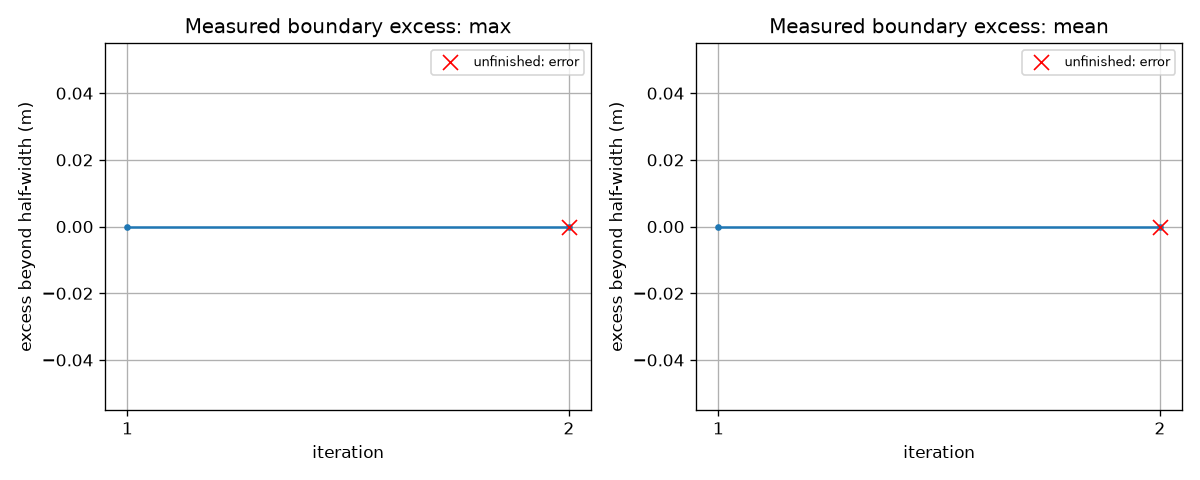 Measured boundary excess: max
unfinished: error
excess beyond half-width (m)
0.04
0.02
0.00
−0.02
−0.04
1
2
iteration
Measured boundary excess: mean
unfinished: error
excess beyond half-width (m)
0.04
0.02
0.00
−0.02
−0.04
1
2
iteration